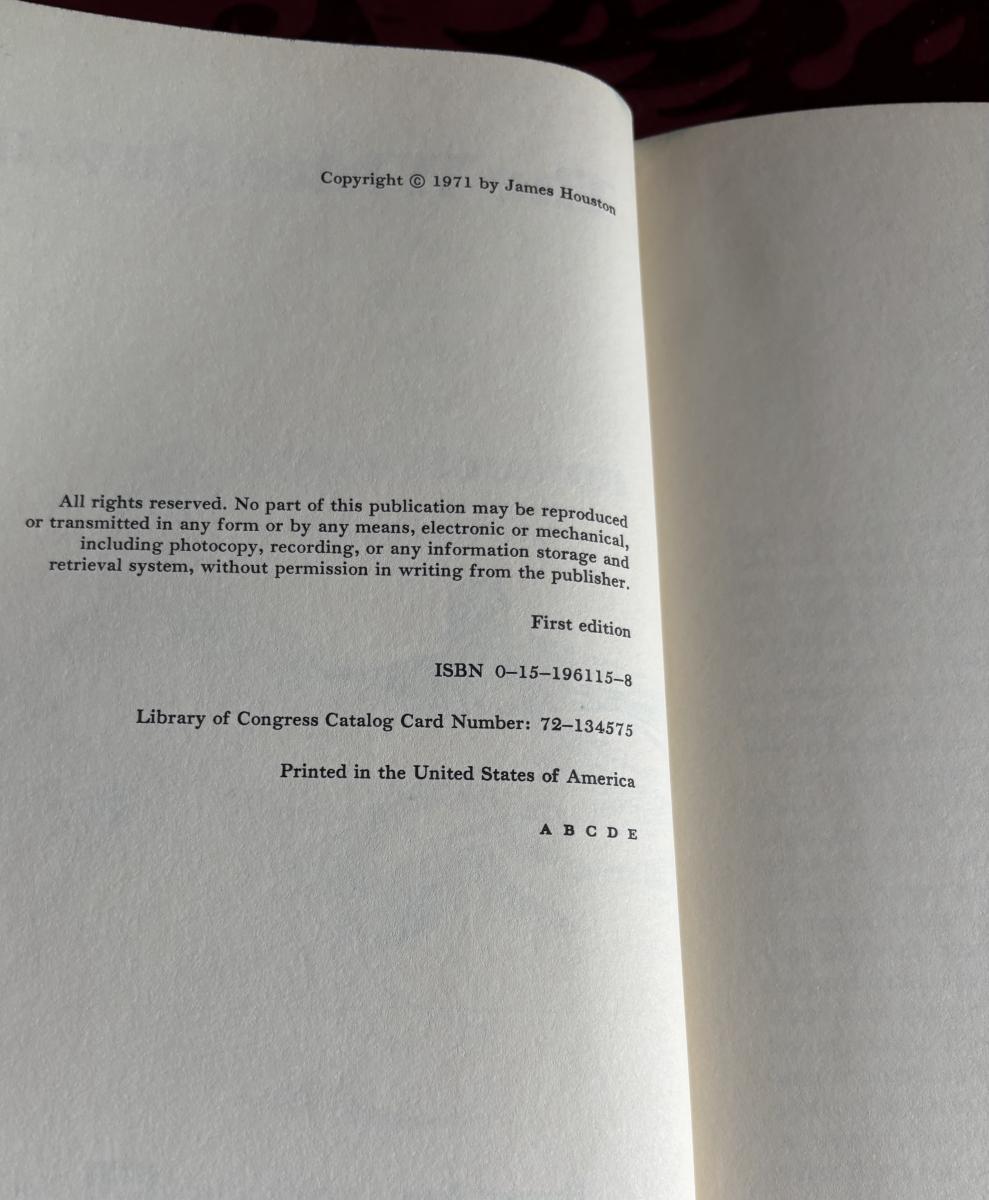 Copyright © 1971 by James Houston
All rights reserved. No part of this publication may be reproduced
or transmitted in any form or by any means, electronic or mechanical,
including photocopy, recording, or any information storage and
retrieval system, without permission in writing from the publisher.
First edition
ISBN 0–15–196115–8
Library of Congress Catalog Card Number: 72–134575
Printed in the United States of America
A B C D E